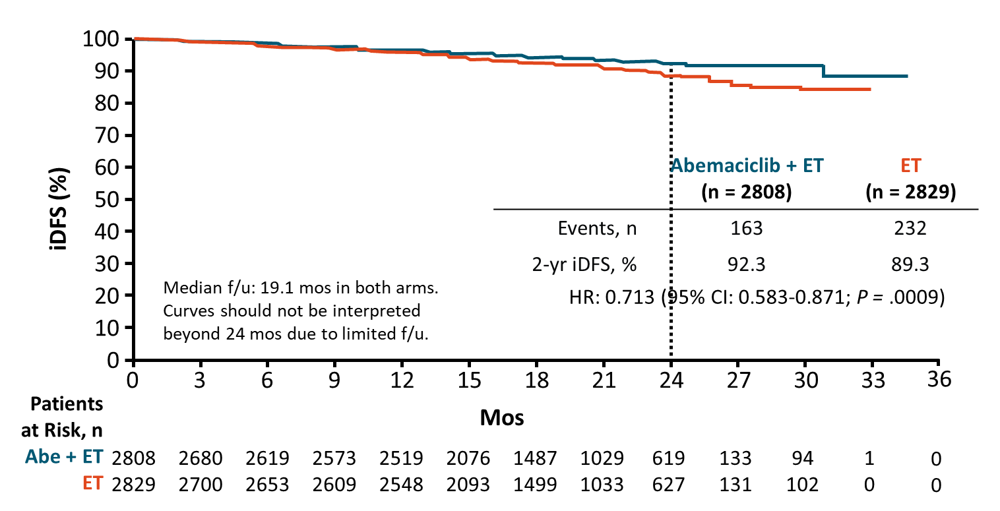 100
90
80
70
60
50
40
30
20
10
0
iDFS (%)
Abemaciclib + ET ET
(n = 2808) (n = 2829)
Events, n 163 232
2-yr iDFS, % 92.3 89.3
HR: 0.713 (95% CI: 0.583-0.871; P = .0009)
Median f/u: 19.1 mos in both arms.
Curves should not be interpreted
beyond 24 mos due to limited f/u.
0 3 6 9 12 15 18 21 24 27 30 33 36
Mos
Patients
at Risk, n
Abe + ET 2808 2680 2619 2573 2519 2076 1487 1029 619 133 94 1 0
ET 2829 2700 2653 2609 2548 2093 1499 1033 627 131 102 0 0